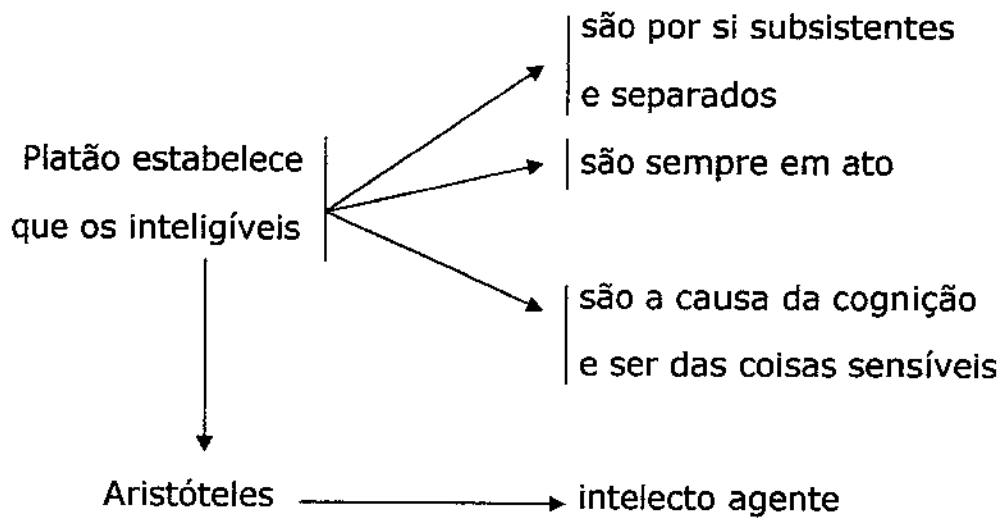 são por si subsistentes
e separados
Platão estabelece
que os inteligíveis
são sempre em ato
são a causa da cognição
e ser das coisas sensíveis
Aristóteles
intelecto agente